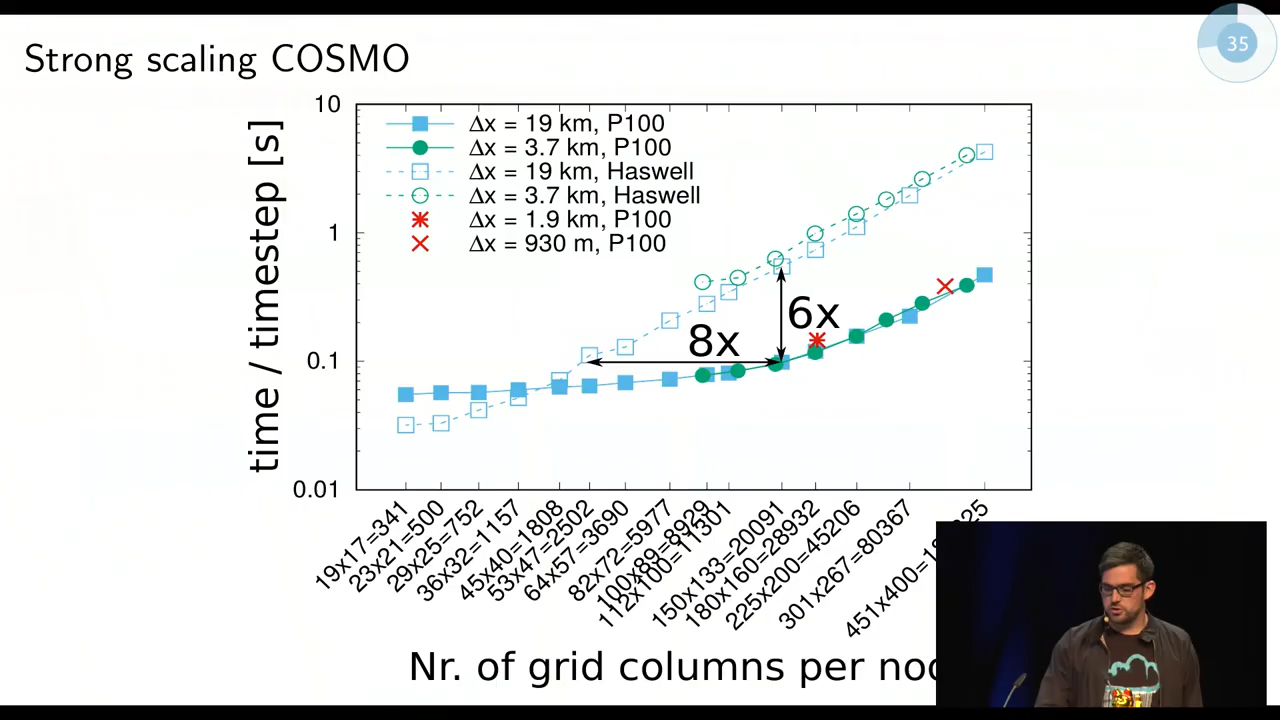 Strong scaling COSMO
35
time / timestep [s]
10
1
0.1
0.01
Δx = 19 km, P100
Δx = 3.7 km, P100
Δx = 19 km, Haswell
Δx = 3.7 km, Haswell
Δx = 1.9 km, P100
Δx = 930 m, P100
6x
8x
19x17=341
23x21=500
29x25=752
36x32=1157
45x40=1808
53x47=2502
64x57=3690
82x72=5977
100x89=8929
112x100=11301
150x133=20091
180x160=28932
225x200=45206
301x267=80367
Nr. of grid columns per